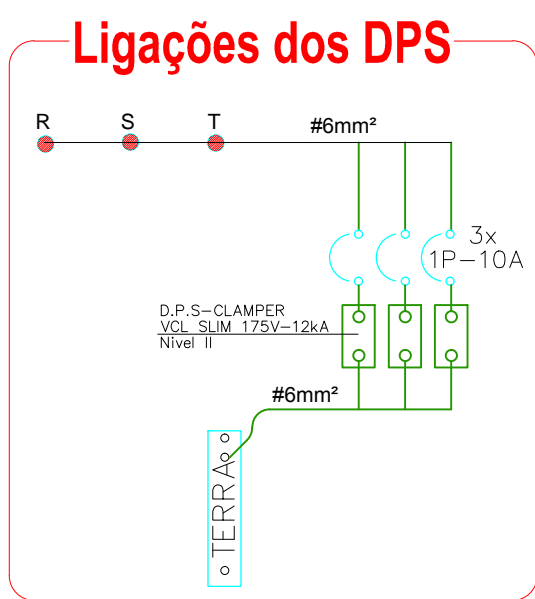 Ligações dos DPS
R S T
#6mm²
3x
1P-10A
D.P.S-CLAMPER
VCL SLIM 175V-12kA
Nivel II
#6mm²
TERRA